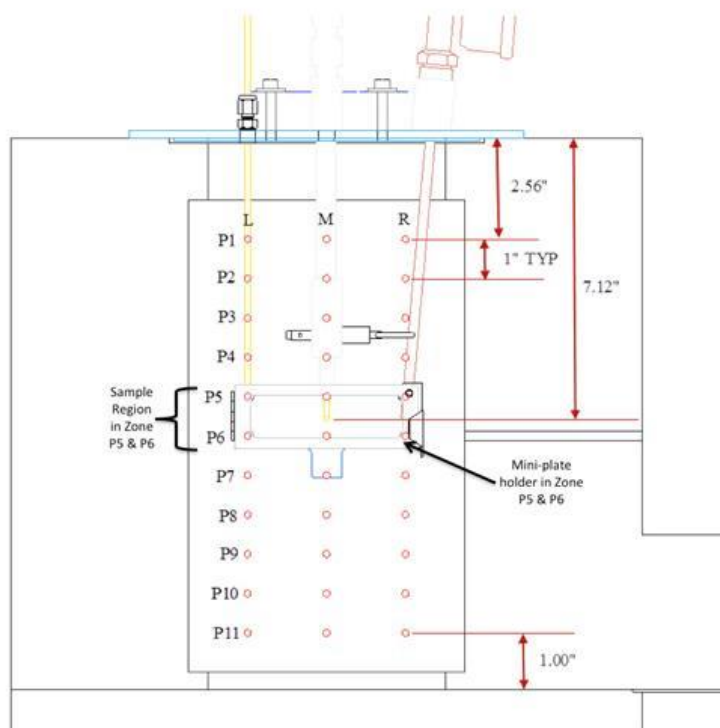 2.56"
L M R
P1
1" TYP
P2
7.12"
P3
P4
Sample
Region
in Zone
P5 & P6
P5
P6
P7
Mini-plate
holder in Zone
P5 & P6
P8
P9
P10
P11
1.00"